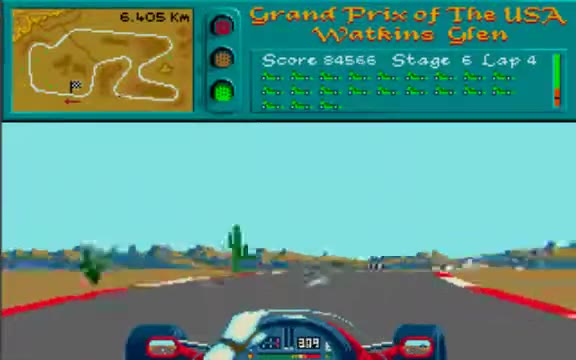 6.405 Km
Grand Prix of The USA
Watkins Glen
Score 84566 Stage 6 Lap 4
309